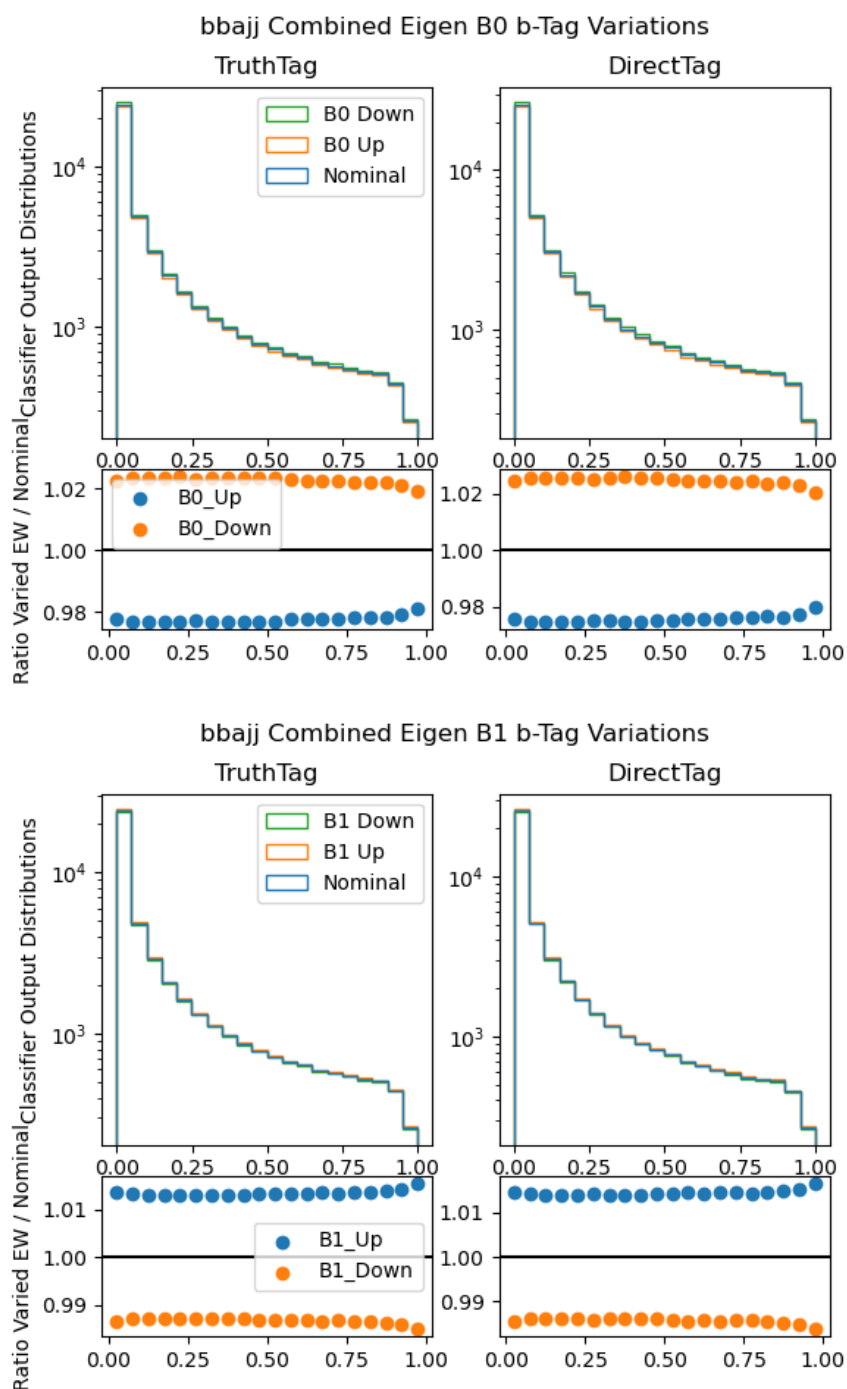 bbajj Combined Eigen B0 b-Tag Variations
TruthTag
DirectTag
Classifier Output Distributions
10^4
10^3
B0 Down
B0 Up
Nominal
0.00 0.25 0.50 0.75 1.00
10^4
10^3
0.00 0.25 0.50 0.75 1.00
Ratio Varied EW / Nominal
1.02
1.00
0.98
B0_Up
B0_Down
0.00 0.25 0.50 0.75 1.00
1.02
1.00
0.98
0.00 0.25 0.50 0.75 1.00
bbajj Combined Eigen B1 b-Tag Variations
TruthTag
DirectTag
Classifier Output Distributions
10^4
10^3
B1 Down
B1 Up
Nominal
0.00 0.25 0.50 0.75 1.00
10^4
10^3
0.00 0.25 0.50 0.75 1.00
Ratio Varied EW / Nominal
1.01
1.00
0.99
B1_Up
B1_Down
0.00 0.25 0.50 0.75 1.00
1.01
1.00
0.99
0.00 0.25 0.50 0.75 1.00